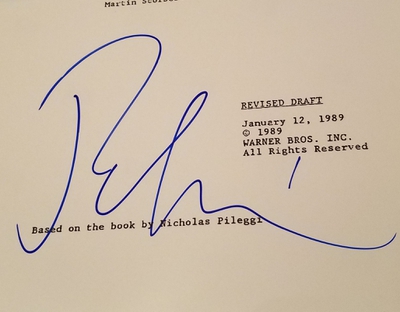 Martin
REVISED DRAFT
January 12, 1989
© 1989
WARNER BROS. INC.
All Rights Reserved
Based on the book by Nicholas Pileggi